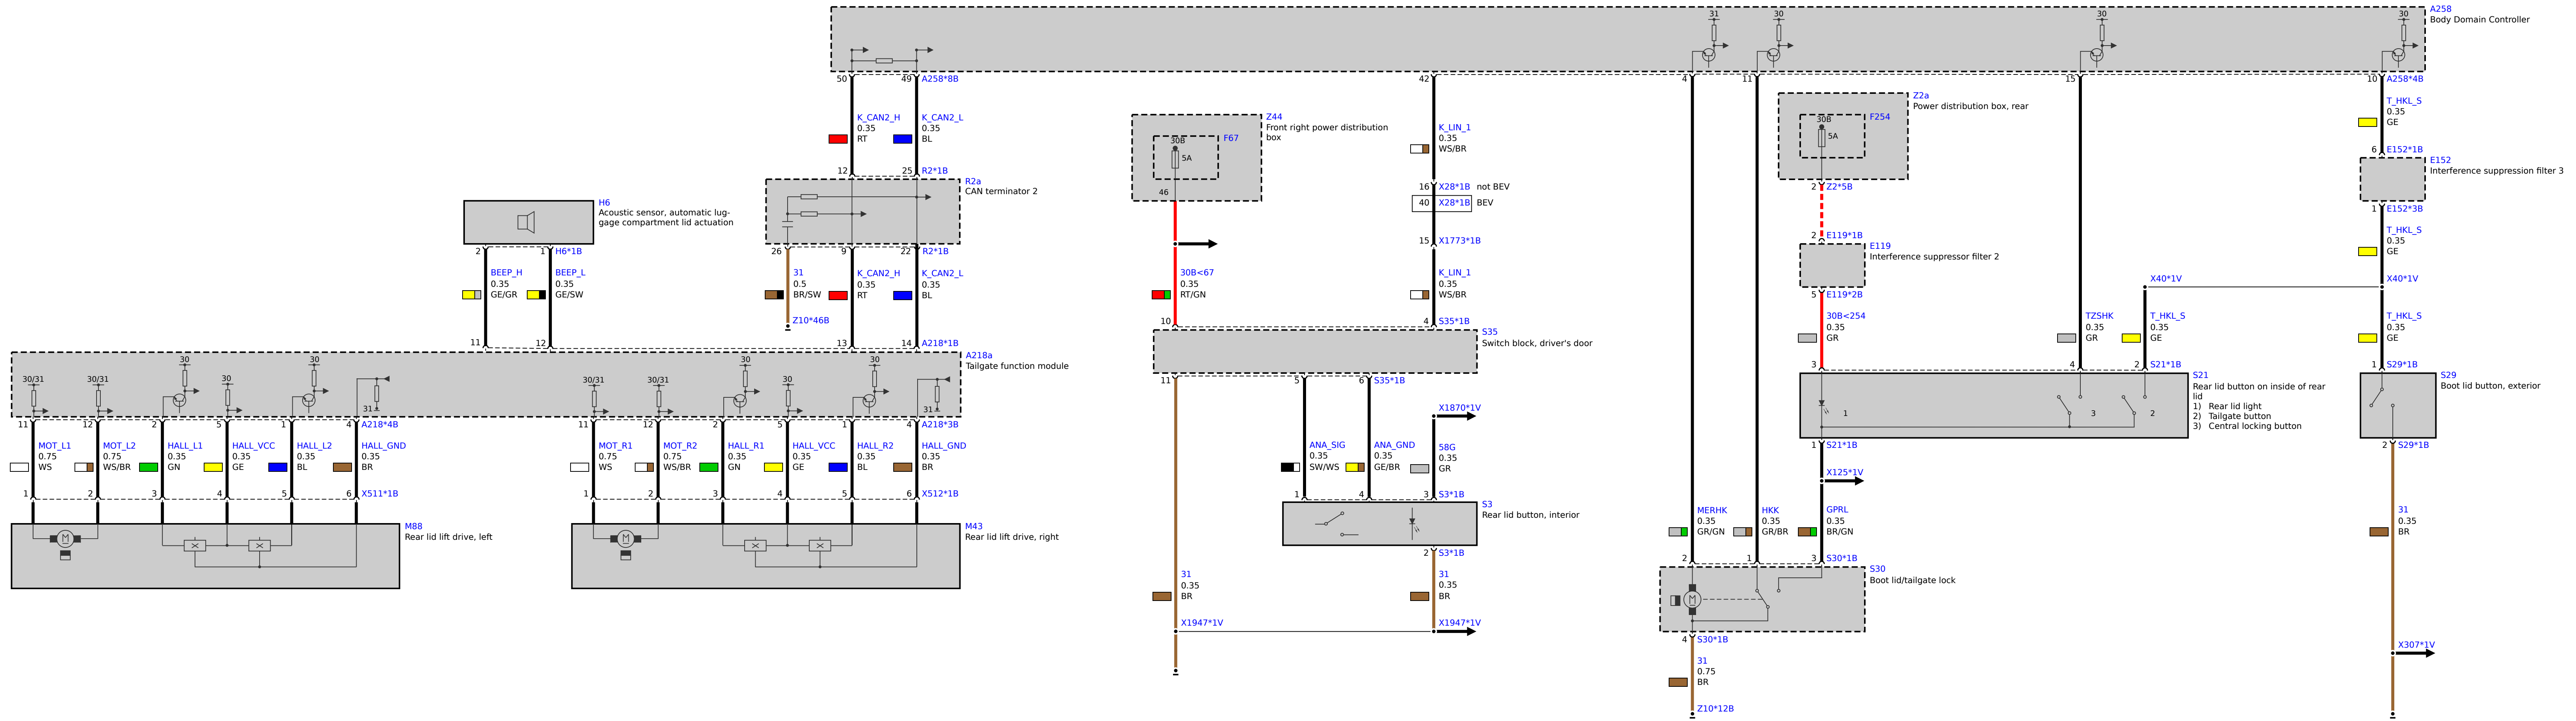 31
30
30
30
A258
Body Domain Controller
50
49
A258*8B
42
4
11
15
10
A258*4B
K_CAN2_H
0.35
RT
K_CAN2_L
0.35
BL
12
25
R2*1B
R2a
CAN terminator 2
26
9
22
R2*1B
31
0.5
BR/SW
K_CAN2_H
0.35
RT
K_CAN2_L
0.35
BL
Z10*46B
13
14
A218*1B
H6
Acoustic sensor, automatic lug-
gage compartment lid actuation
2
1
H6*1B
BEEP_H
0.35
GE/GR
BEEP_L
0.35
GE/SW
11
12
A218a
Tailgate function module
30/31
30/31
30
30
30
31
30/31
30/31
30
30
30
31
11
12
2
5
1
4
A218*4B
MOT_L1
0.75
WS
MOT_L2
0.75
WS/BR
HALL_L1
0.35
GN
HALL_VCC
0.35
GE
HALL_L2
0.35
BL
HALL_GND
0.35
BR
1
2
3
4
5
6
X511*1B
M
M88
Rear lid lift drive, left
11
12
2
5
1
4
A218*3B
MOT_R1
0.75
WS
MOT_R2
0.75
WS/BR
HALL_R1
0.35
GN
HALL_VCC
0.35
GE
HALL_R2
0.35
BL
HALL_GND
0.35
BR
1
2
3
4
5
6
X512*1B
M
M43
Rear lid lift drive, right
Z44
Front right power distribution
box
30B
F67
5A
46
30B<67
0.35
RT/GN
10
K_LIN_1
0.35
WS/BR
16
X28*1B
not BEV
40
X28*1B
BEV
15
X1773*1B
K_LIN_1
0.35
WS/BR
4
S35*1B
S35
Switch block, driver's door
11
5
6
S35*1B
X1870*1V
ANA_SIG
0.35
SW/WS
ANA_GND
0.35
GE/BR
58G
0.35
GR
1
4
3
S3*1B
S3
Rear lid button, interior
2
S3*1B
31
0.35
BR
31
0.35
BR
X1947*1V
X1947*1V
Z2a
Power distribution box, rear
30B
F254
5A
2
Z2*5B
2
E119*1B
E119
Interference suppressor filter 2
5
E119*2B
30B<254
0.35
GR
3
TZSHK
0.35
GR
4
T_HKL_S
0.35
GE
2
S21*1B
X40*1V
S21
Rear lid button on inside of rear
lid
1) Rear lid light
2) Tailgate button
3) Central locking button
1
3
2
1
S21*1B
X125*1V
MERHK
0.35
GR/GN
HKK
0.35
GR/BR
GPRL
0.35
BR/GN
2
1
3
S30*1B
M
S30
Boot lid/tailgate lock
4
S30*1B
31
0.75
BR
Z10*12B
T_HKL_S
0.35
GE
6
E152*1B
E152
Interference suppression filter 3
1
E152*3B
T_HKL_S
0.35
GE
X40*1V
T_HKL_S
0.35
GE
1
S29*1B
S29
Boot lid button, exterior
2
S29*1B
31
0.35
BR
X307*1V